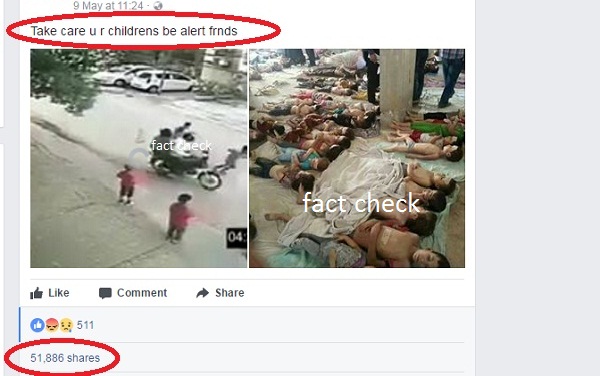 9 May at 11:24
Take care u r childrens be alert frnds
fact check
fact check
04:
Like Comment Share
511
51,886 shares